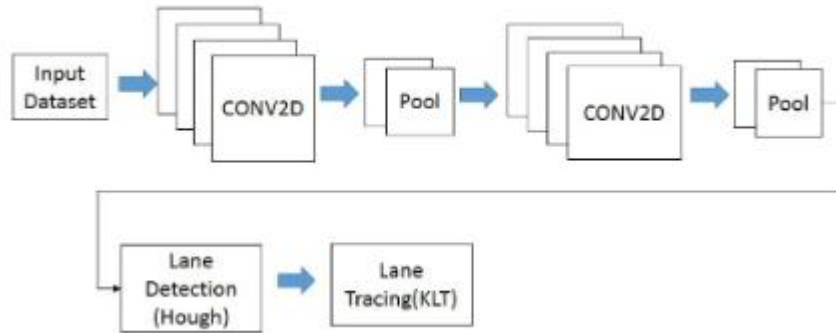 Input
Dataset
CONV2D
Pool
CONV2D
Pool
Lane
Detection
(Hough)
Lane
Tracing(KLT)